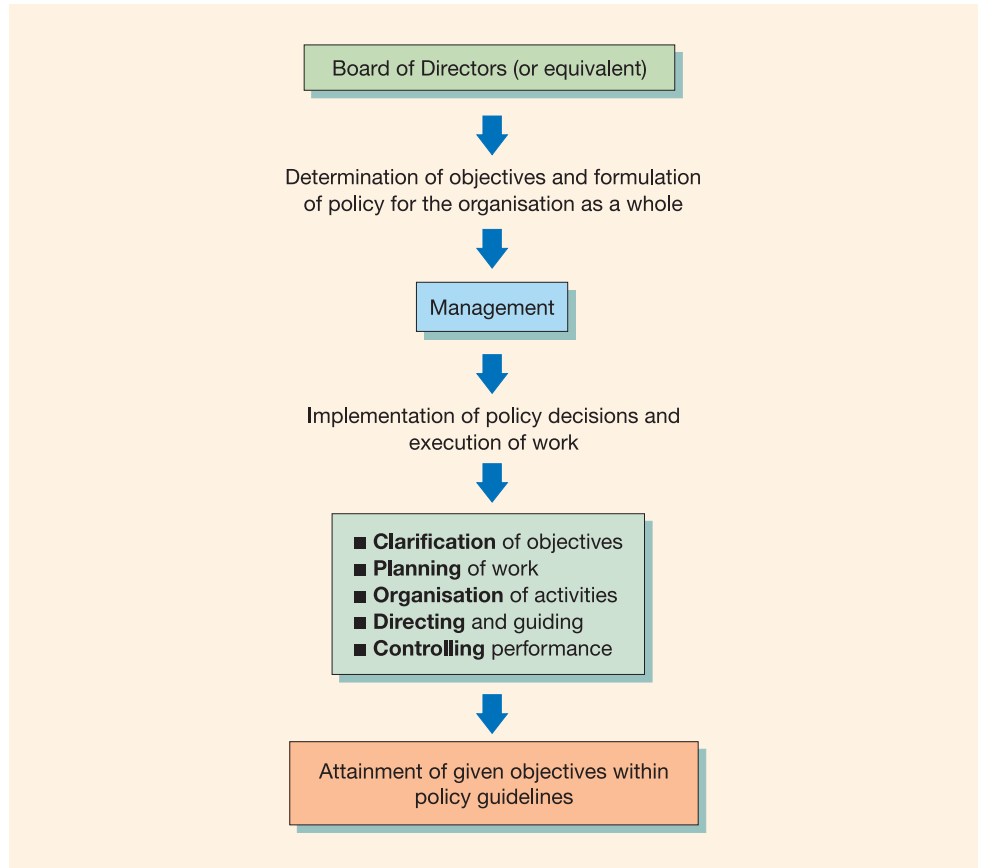 Board of Directors (or equivalent)
Determination of objectives and formulation
of policy for the organisation as a whole
Management
Implementation of policy decisions and
execution of work
■ Clarification of objectives
■ Planning of work
■ Organisation of activities
■ Directing and guiding
■ Controlling performance
Attainment of given objectives within
policy guidelines